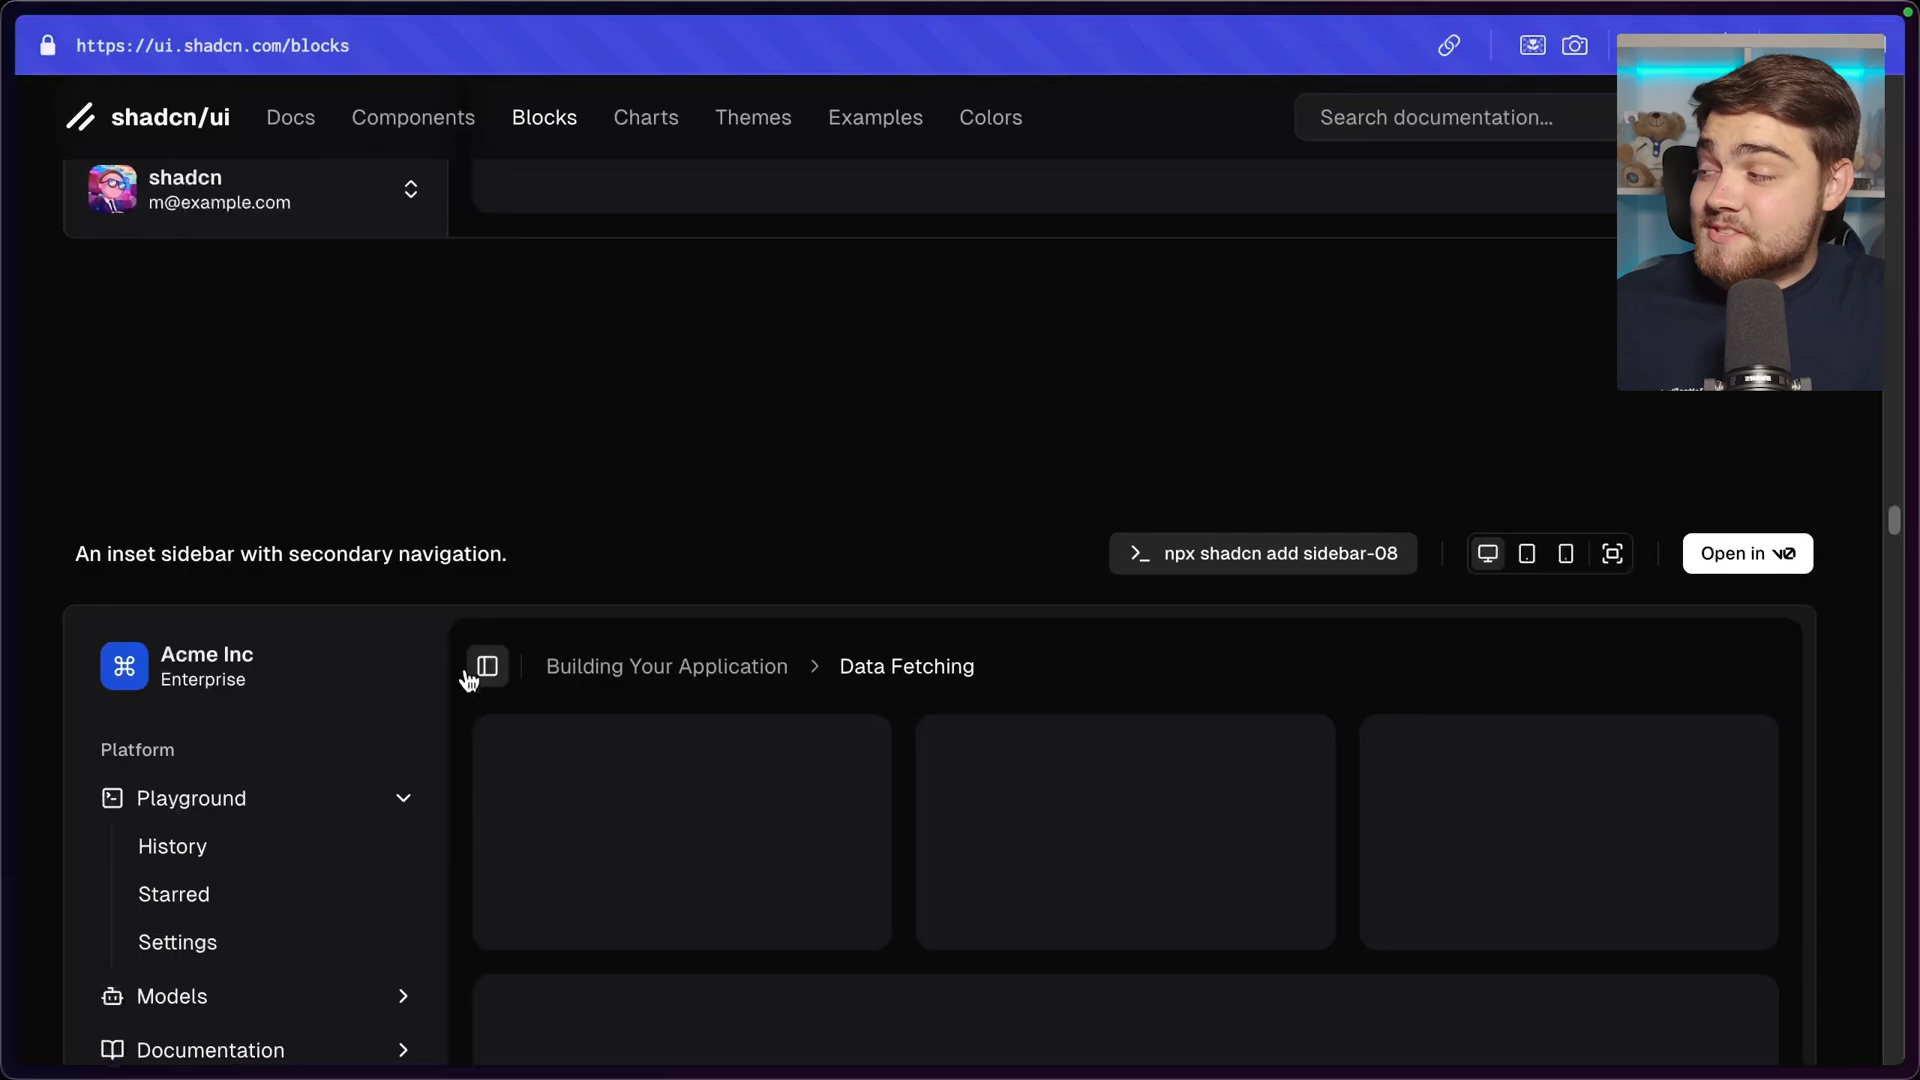 https://ui.shadcn.com/blocks
shadcn/ui Docs Components Blocks Charts Themes Examples Colors Search documentation...
shadcn
m@example.com
An inset sidebar with secondary navigation.
npx shadcn add sidebar-08
Open in v0
Acme Inc
Enterprise
Building Your Application > Data Fetching
Platform
Playground
History
Starred
Settings
Models
Documentation